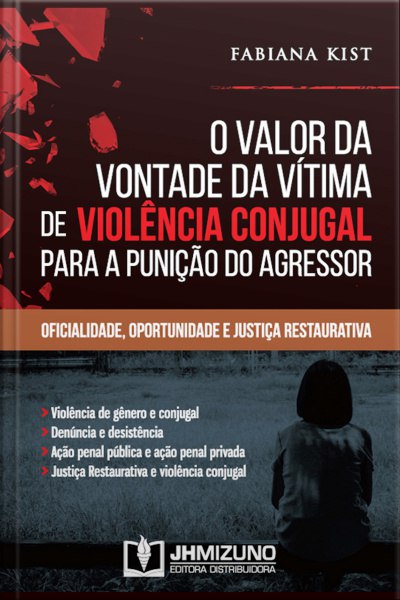 FABIANA KIST
O VALOR DA
VONTADE DA VÍTIMA
DE VIOLÊNCIA CONJUGAL
PARA A PUNIÇÃO DO AGRESSOR
OFICIALIDADE, OPORTUNIDADE E JUSTIÇA RESTAURATIVA
Violência de gênero e conjugal
Denúncia e desistência
Ação penal pública e ação penal privada
Justiça Restaurativa e violência conjugal
JHMIZUNO
EDITORA DISTRIBUIDORA